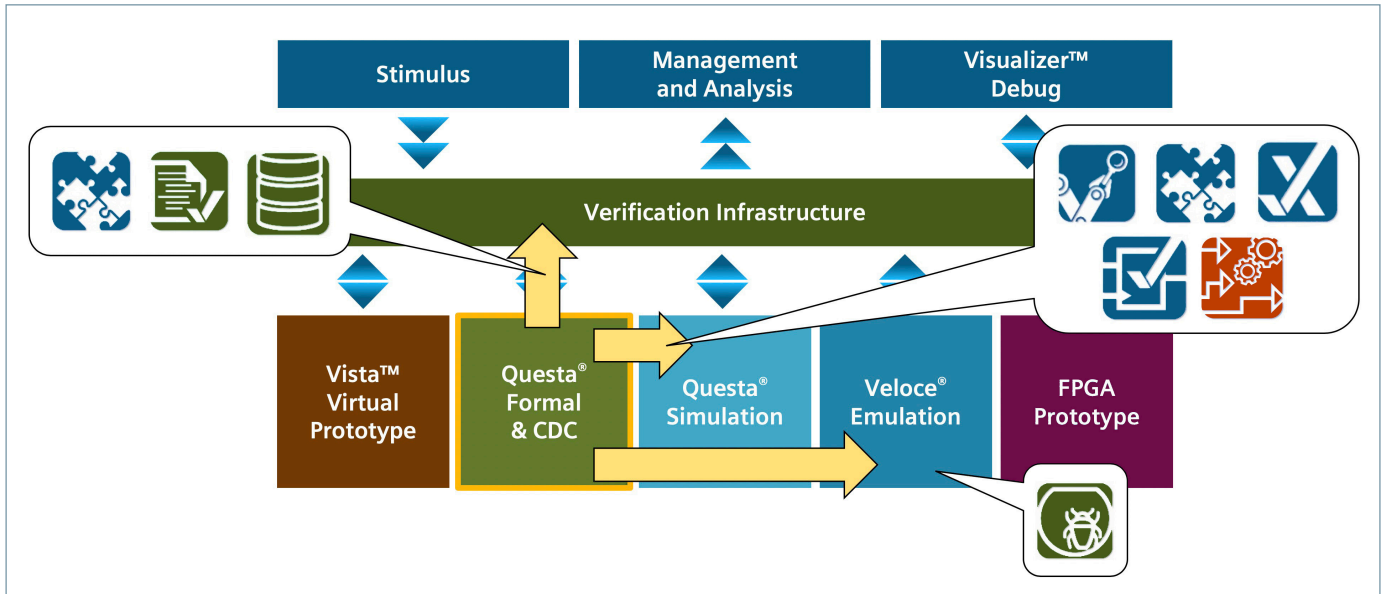 Stimulus
Management
and Analysis
Visualizer™
Debug
Verification Infrastructure
Vista™
Virtual
Prototype
Questa®
Formal
& CDC
Questa®
Simulation
Veloce®
Emulation
FPGA
Prototype